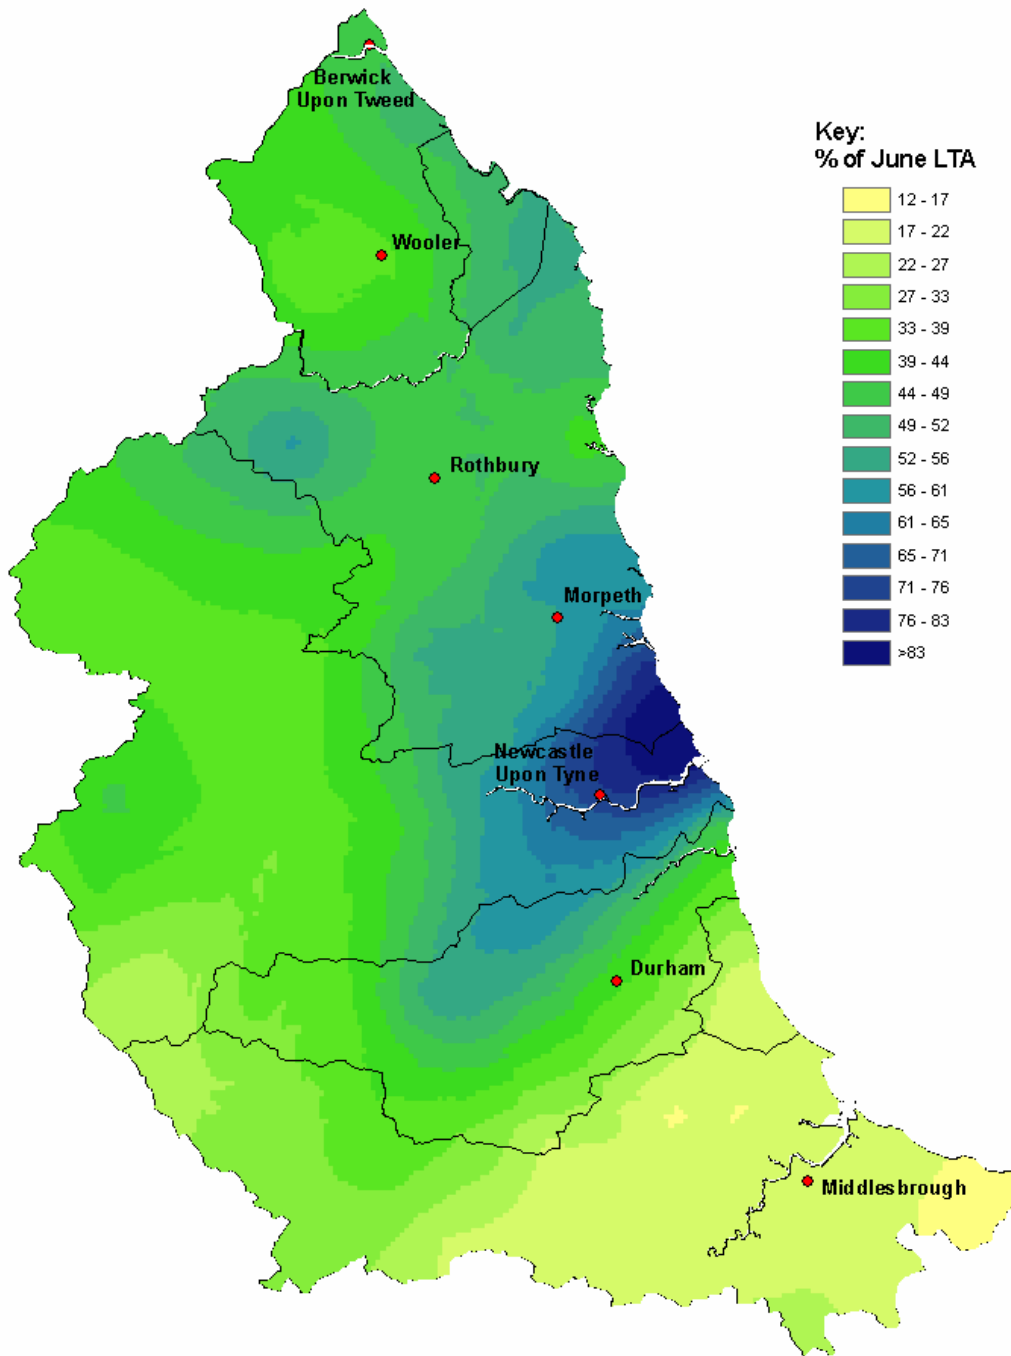 Berwick
Upon Tweed
Key:
% of June LTA
12 - 17
17 - 22
22 - 27
27 - 33
33 - 39
39 - 44
44 - 49
49 - 52
52 - 56
56 - 61
61 - 65
65 - 71
71 - 76
76 - 83
>83
Wooler
Rothbury
Morpeth
Newcastle
Upon Tyne
Durham
Middlesbrough